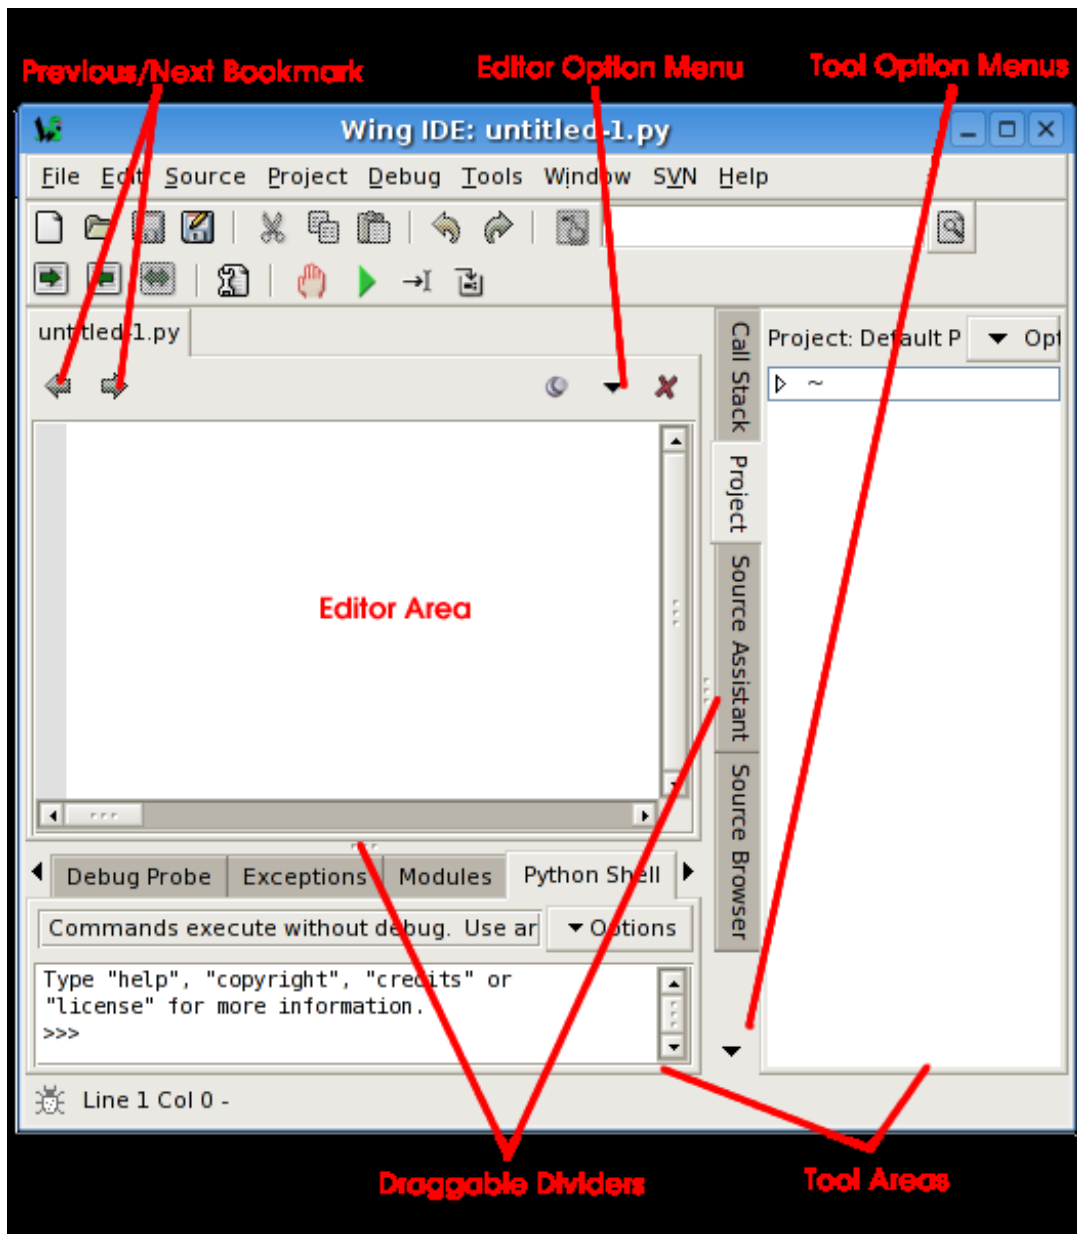 Previous/Next Bookmark
Editor Option Menu
Tool Option Menus
Wing IDE: untitled-1.py
File Edit Source Project Debug Tools Window SVN Help
untitled-1.py
Call Stack
Project
Source Assistant
Source Browser
Project: Default P
Opt
~
Editor Area
Debug Probe Exceptions Modules Python Shell
Commands execute without debug. Use ar
Options
Type "help", "copyright", "credits" or
"license" for more information.
>>>
Line 1 Col 0 -
Draggable Dividers
Tool Areas